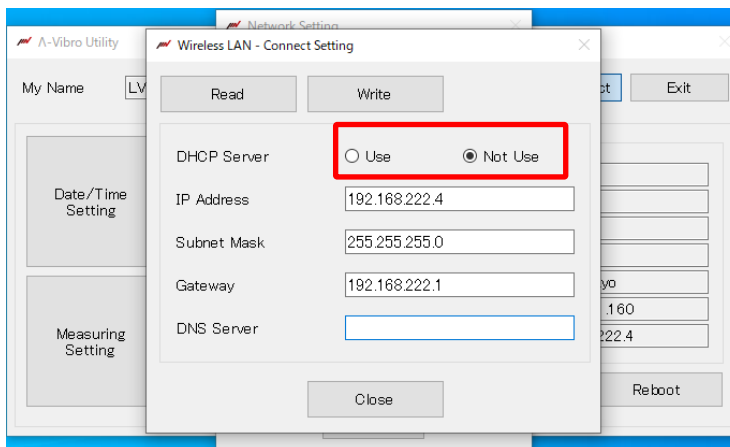 Network Setting
Λ-Vibro Utility
Wireless LAN - Connect Setting
My Name
LV
Read
Write
Exit
DHCP Server
Use
Not Use
Date/Time
Setting
IP Address
192.168.222.4
Subnet Mask
255.255.255.0
Gateway
192.168.222.1
yo
.160
DNS Server
222.4
Measuring
Setting
Close
Reboot